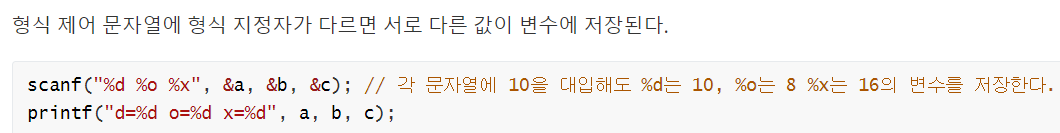 형식 제어 문자열에 형식 지정자가 다르면 서로 다른 값이 변수에 저장된다.
scanf("%d %o %x", &a, &b, &c); // 각 문자열에 10을 대입해도 %d는 10, %o는 8 %x는 16의 변수를 저장한다.
printf("d=%d o=%d x=%d", a, b, c);